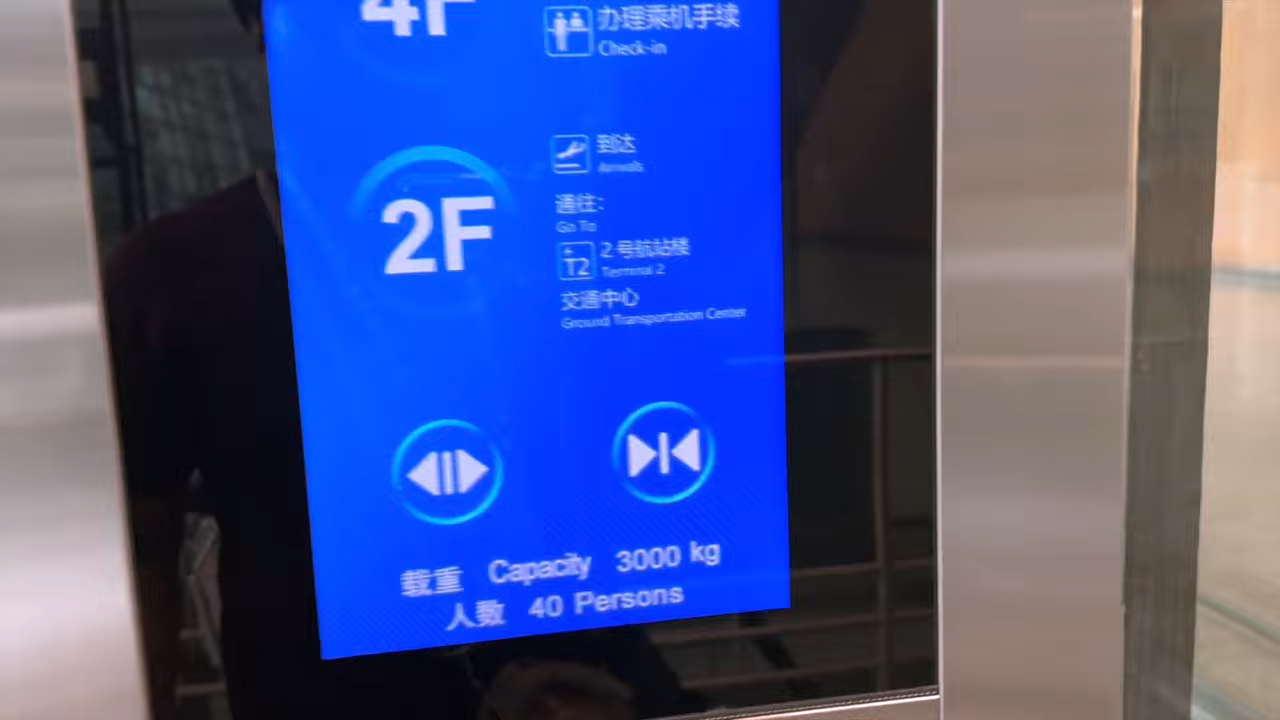 4F
办理乘机手续
Check-in
2F
到达
Arrivals
通往:
Go To
T2
2 号航站楼
Terminal 2
交通中心
Ground Transportation Center
载重 Capacity 3000 kg
人数 40 Persons